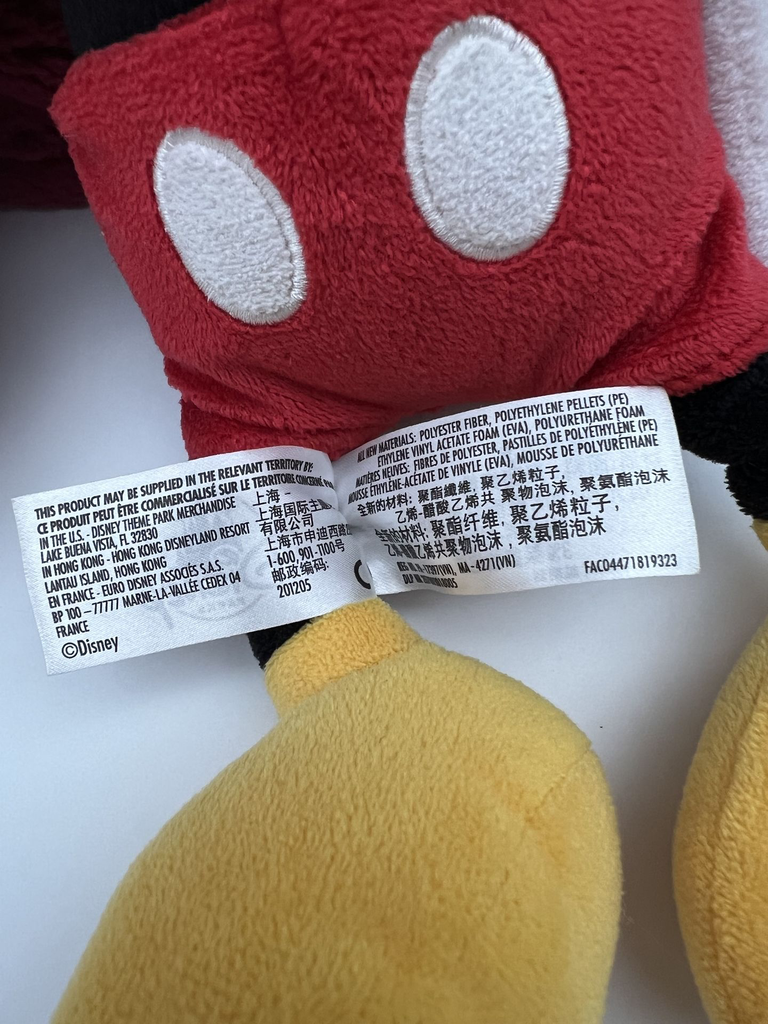 THIS PRODUCT MAY BE SUPPLIED IN THE RELEVANT TERRITORY BY:
CE PRODUIT PEUT ÊTRE COMMERCIALISÉ SUR LE TERRITOIRE CONCERNÉ
IN THE U.S. - DISNEY THEME PARK MERCHANDISE
LAKE BUENA VISTA, FL 32830
IN HONG KONG - HONG KONG DISNEYLAND RESORT
LANTAI ISLAND, HONG KONG
EN FRANCE - EURO DISNEY ASSOCIÉS S.A.S.
BP 100 – 77777 MARNE-LA-VALLÉE CEDEX 04
FRANCE
©Disney
上海 –
上海国际主
有限公司
上海市申迪西路
1-600, 901-1100号
邮政编码:
201205
ALL NEW MATERIALS: POLYESTER FIBER, POLYETHYLENE PELLETS (PE)
ETHYLENE VINYL ACETATE FOAM (EVA), POLYURETHANE FOAM
MATIÈRES NEUVES: FIBRES DE POLYESTER, PASTILLES DE POLYÉTHYLÈNE (PE)
MOUSSE ÉTHYLÈNE-ACÉTATE DE VINYLE (EVA), MOUSSE DE POLYURÉTHANE
全新的材料: 聚酯纖維, 聚乙烯粒子,
乙烯-醋酸乙烯共 聚物泡沫, 聚氨酯泡沫
全新的材料: 聚酯纤维, 聚乙烯粒子,
乙烯-醋酸乙烯共聚物泡沫, 聚氨酯泡沫
MA-4271(VN)
FAC04471819323